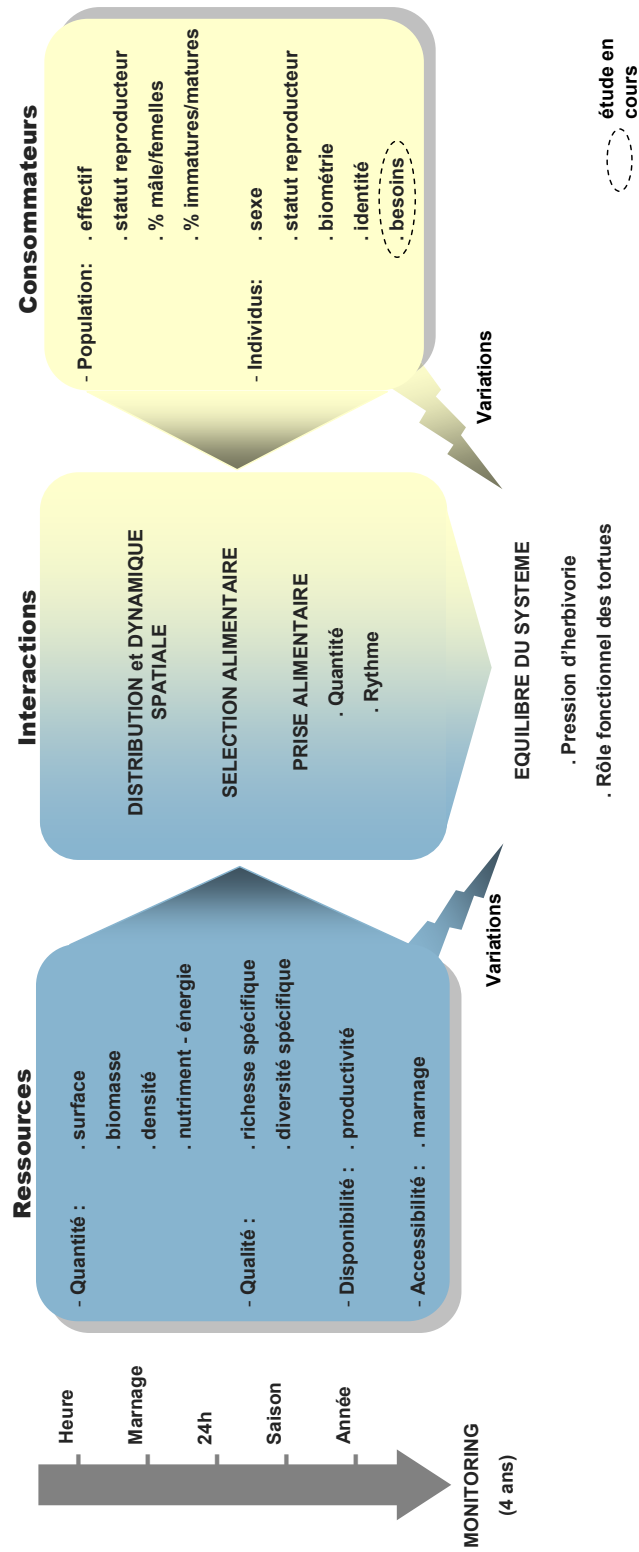 Heure
Marnage
24h
Saison
Année
MONITORING
(4 ans)
Ressources
- Quantité : . surface
. biomasse
. densité
. nutriment - énergie
- Qualité : . richesse spécifique
. diversité spécifique
- Disponibilité : . productivité
- Accessibilité : . marnage
Variations
Interactions
DISTRIBUTION et DYNAMIQUE
SPATIALE
SELECTION ALIMENTAIRE
PRISE ALIMENTAIRE
. Quantité
. Rythme
EQUILIBRE DU SYSTEME
. Pression d'herbivorie
. Rôle fonctionnel des tortues
Consommateurs
- Population: . effectif
. statut reproducteur
. % mâle/femelles
. % immatures/matures
- Individus: . sexe
. statut reproducteur
. biométrie
. identité
. besoins
Variations
étude en
cours